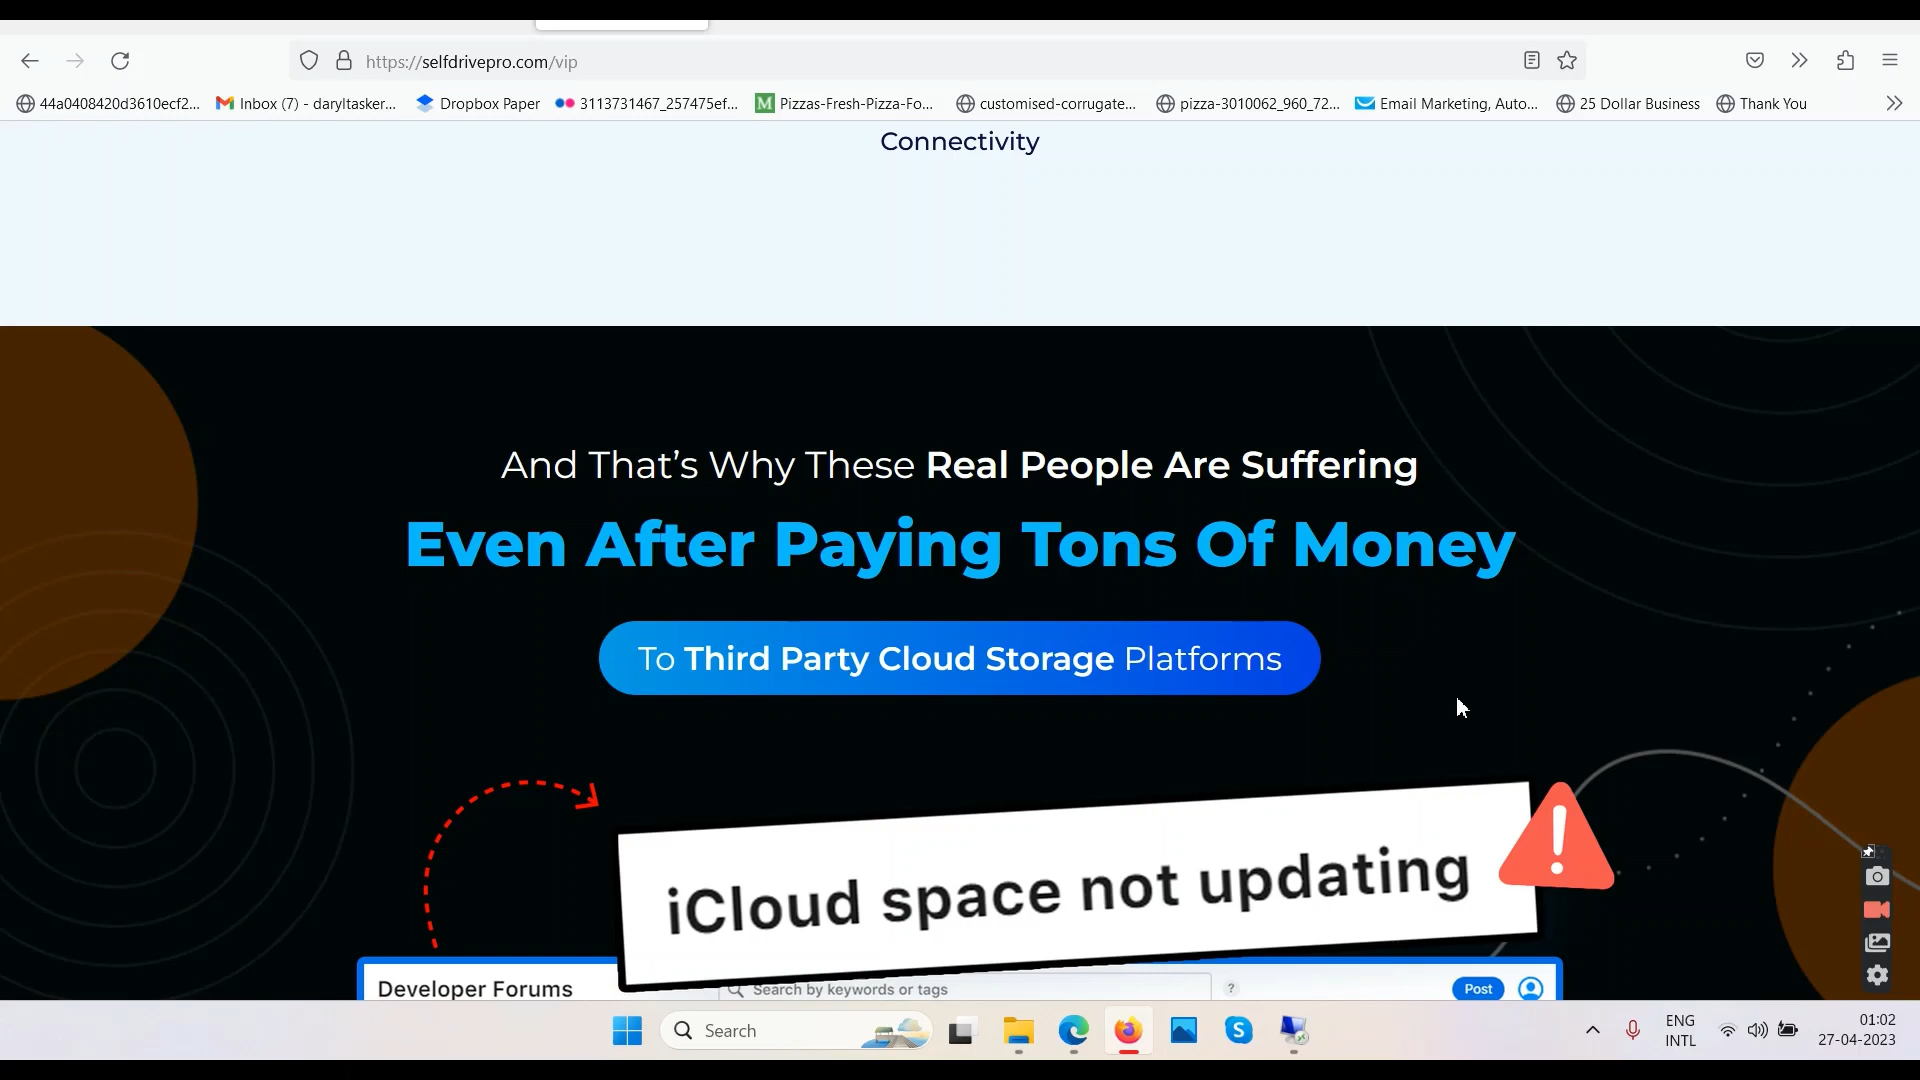 https://selfdrivepro.com/vip
44a0408420d3610ecf2...
Inbox (7) - daryltasker...
Dropbox Paper
3113731467_257475ef...
M
Pizzas-Fresh-Pizza-Fo...
customised-corrugate...
pizza-3010062_960_72...
Email Marketing, Auto...
25 Dollar Business
Thank You
Connectivity
And That’s Why These Real People Are Suffering
Even After Paying Tons Of Money
To Third Party Cloud Storage Platforms
!
iCloud space not updating
Developer Forums
Search by keywords or tags
?
Post
Search
S
ENG
INTL
01:02
27-04-2023